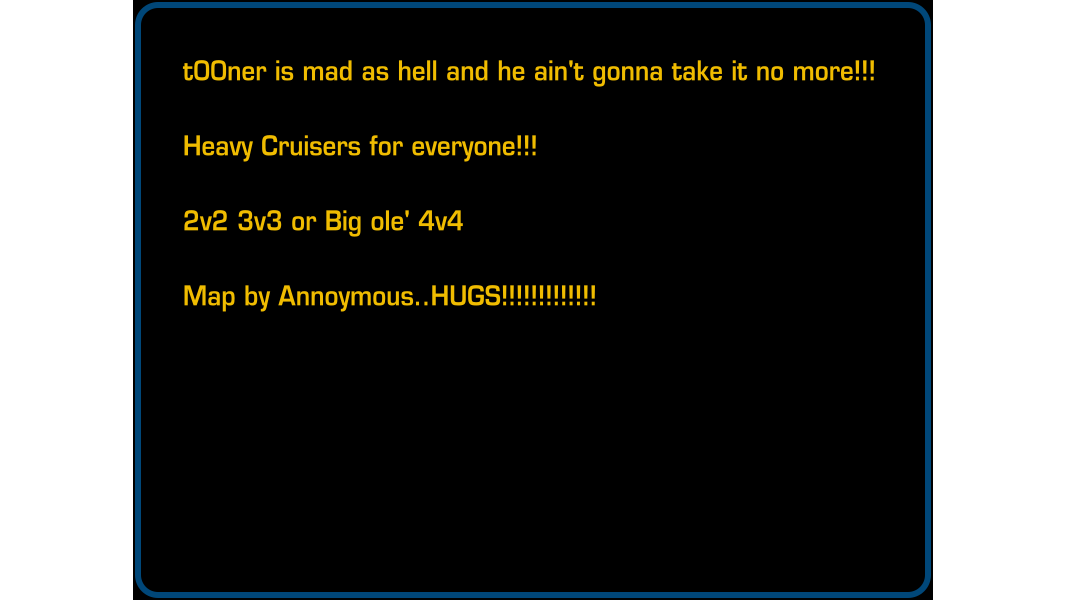 tOOner is mad as hell and he ain't gonna take it no more!!!
Heavy Cruisers for everyone!!!
2v2 3v3 or Big ole' 4v4
Map by Annoymous..HUGS!!!!!!!!!!!!!